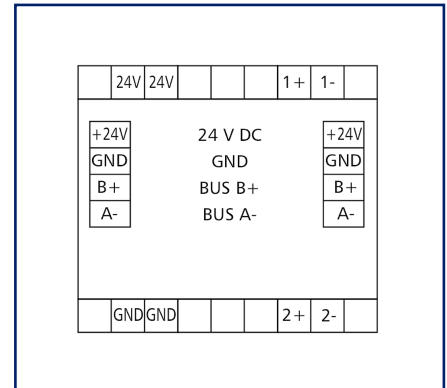 24V 24V 1+ 1-
+24V 24 V DC +24V
GND GND GND
B+ BUS B+ B+
A- BUS A- A-
GND GND 2+ 2-